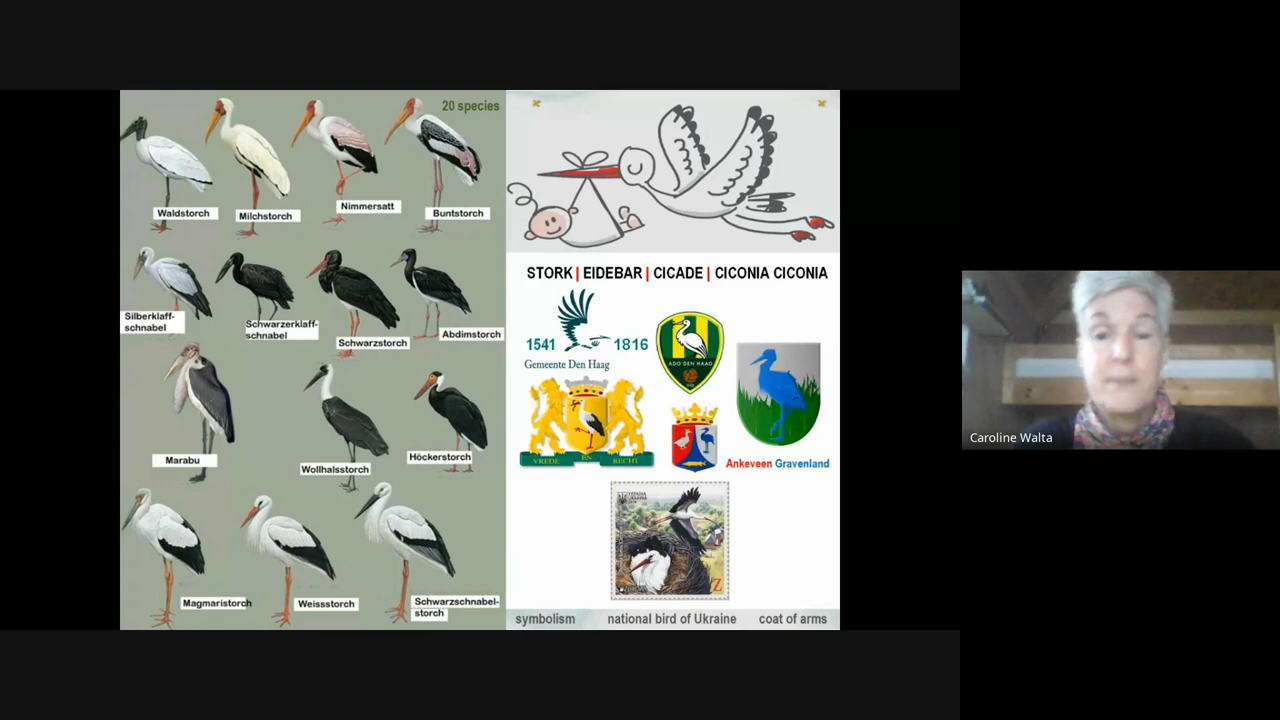 20 species
Waldstorch
Milchstorch
Nimmersatt
Buntstorch
Silberklaff-
schnabel
Schwarzerklaff-
schnabel
Schwarzstorch
Abdimstorch
Marabu
Wollhalsstorch
Höckerstorch
Magmaristorch
Weissstorch
Schwarzschnabel-
storch
STORK | EIDEBAR | CICADE | CICONIA CICONIA
1541 1816
Gemeente Den Haag
ADO DEN HAAG
VREDE EN RECHT
Ankeveen Gravenland
Z
symbolism national bird of Ukraine coat of arms
Caroline Walta